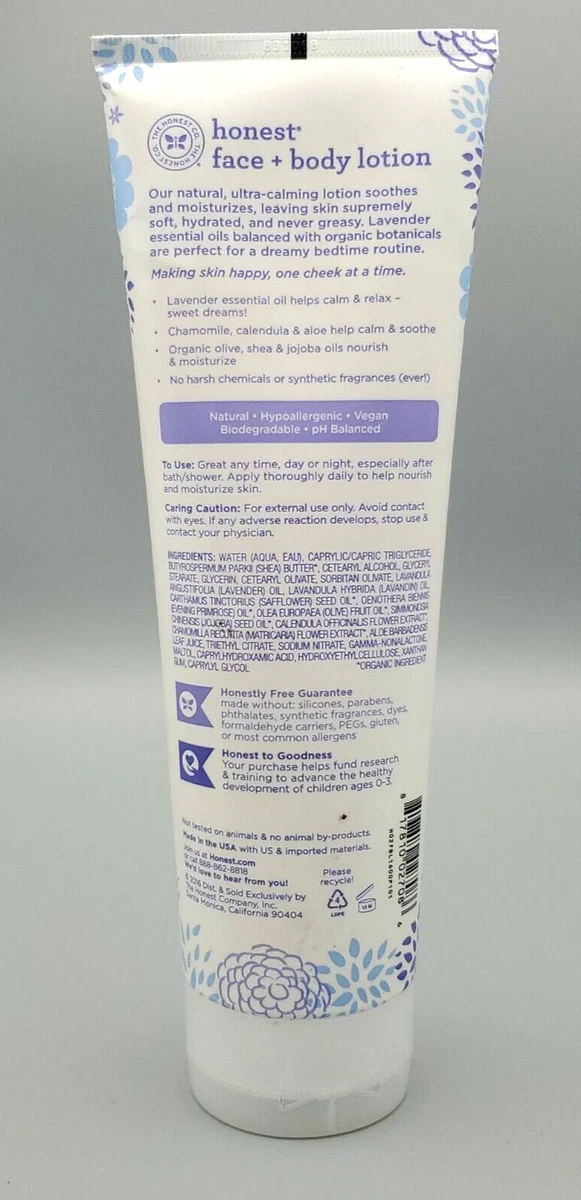 THE HONEST CO. THE HONEST CO.
honest®
face + body lotion
Our natural, ultra-calming lotion soothes
and moisturizes, leaving skin supremely
soft, hydrated, and never greasy. Lavender
essential oils balanced with organic botanicals
are perfect for a dreamy bedtime routine.
Making skin happy, one cheek at a time.
• Lavender essential oil helps calm & relax –
sweet dreams!
• Chamomile, calendula & aloe help calm & soothe
• Organic olive, shea & jojoba oils nourish
& moisturize
• No harsh chemicals or synthetic fragrances (ever!)
Natural • Hypoallergenic • Vegan
Biodegradable • pH Balanced
To Use: Great any time, day or night, especially after
bath/shower. Apply thoroughly daily to help nourish
and moisturize skin.
Caring Caution: For external use only. Avoid contact
with eyes. If any adverse reaction develops, stop use &
contact your physician.
INGREDIENTS: WATER (AQUA, EAU), CAPRYLIC/CAPRIC TRIGLYCERIDE,
BUTYROSPERMUM PARKII (SHEA) BUTTER*, CETEARYL ALCOHOL, GLYCERYL
STEARATE, GLYCERIN, CETEARYL OLIVATE, SORBITAN OLIVATE, LAVANDULA
ANGUSTIFOLIA (LAVENDER) OIL, LAVANDULA HYBRIDA (LAVANDIN) OIL,
CARTHAMUS TINCTORIUS (SAFFLOWER) SEED OIL*, OENOTHERA BIENNIS
(EVENING PRIMROSE) OIL*, OLEA EUROPAEA (OLIVE) FRUIT OIL*, SIMMONDSIA
CHINENSIS (JOJOBA) SEED OIL*, CALENDULA OFFICINALIS FLOWER EXTRACT*,
CHAMOMILLA RECUTITA (MATRICARIA) FLOWER EXTRACT*, ALOE BARBADENSIS
LEAF JUICE, TRIETHYL CITRATE, SODIUM NITRATE, GAMMA-NONALACTONE,
MALTOL, CAPRYLHYDROXAMIC ACID, HYDROXYETHYLCELLULOSE, XANTHAN
GUM, CAPRYLYL GLYCOL *ORGANIC INGREDIENT
Honestly Free Guarantee
made without: silicones, parabens,
phthalates, synthetic fragrances, dyes,
formaldehyde carriers, PEGs, gluten,
or most common allergens
Honest to Goodness
Your purchase helps fund research
& training to advance the healthy
development of children ages 0-3.
Not tested on animals & no animal by-products.
Made in the USA with US & imported materials.
Join us at Honest.com
or call 888-862-8818
We'd love to hear from you!
© 2016 Dist. & Sold Exclusively by
The Honest Company, Inc.
Santa Monica, California 90404
Please
recycle!
4
LDPE
12 M
H02TBLT1600P101
8 17810 02708 4